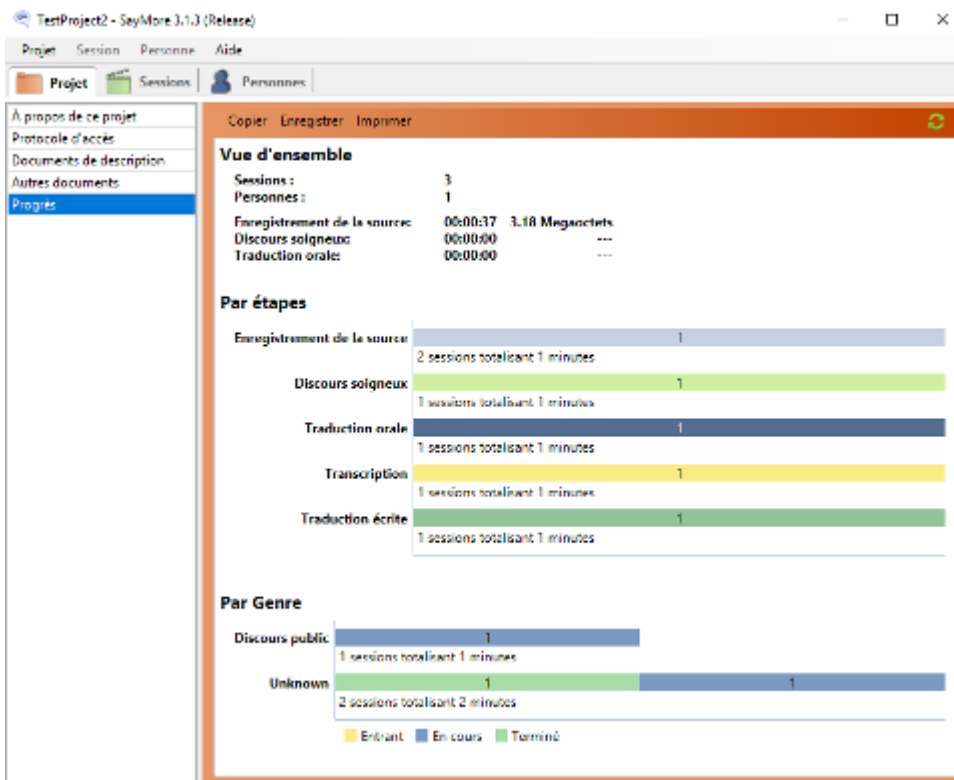 TestProject2 - SayMore 3.1.3 (Release)
Projet Session Personne Aide
Projet Sessions Personnes
À propos de ce projet
Protocole d'accès
Documents de description
Autres documents
Progrès
Copier Enregistrer Imprimer
Vue d'ensemble
Sessions : 3
Personnes : 1
Enregistrement de la source: 00:00:37 3.18 Megaoctets
Discours soigneux: 00:00:00 ---
Traduction orale: 00:00:00 ---
Par étapes
Enregistrement de la source 1
2 sessions totalisant 1 minutes
Discours soigneux 1
1 sessions totalisant 1 minutes
Traduction orale 1
1 sessions totalisant 1 minutes
Transcription 1
1 sessions totalisant 1 minutes
Traduction écrite 1
1 sessions totalisant 1 minutes
Par Genre
Discours public 1
1 sessions totalisant 1 minutes
Unknown 1 1
2 sessions totalisant 2 minutes
Entrant En cours Terminé